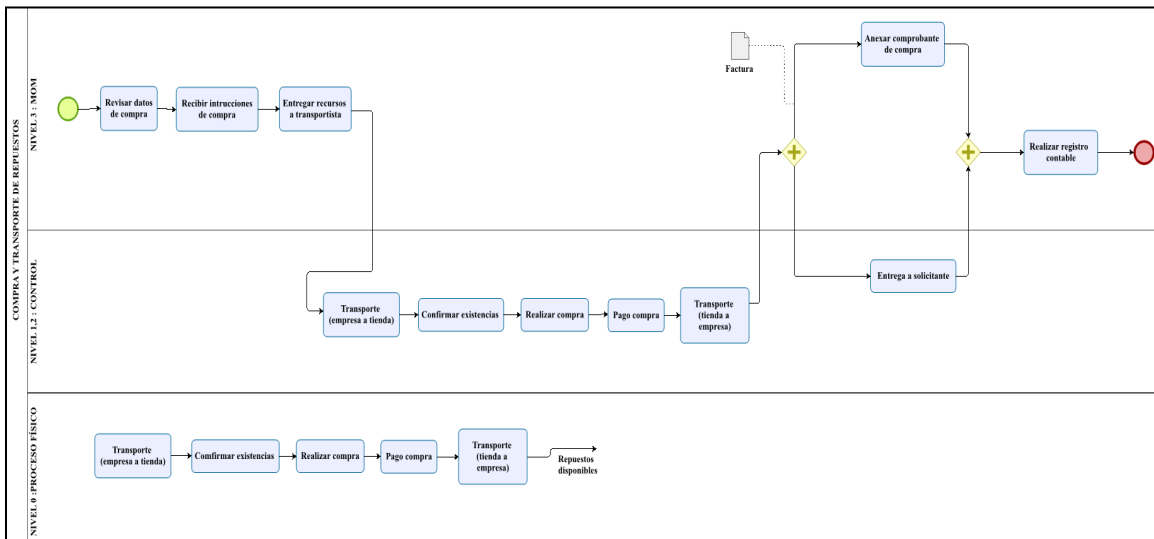 COMPRA Y TRANSPORTE DE REPUESTOS
NIVEL 3 : MOM
Revisar datos
de compra
Recibir intrucciones
de compra
Entregar recursos
a transportista
Factura
Anexar comprobante
de compra
Realizar registro
contable
NIVEL 1,2 : CONTROL
Transporte
(empresa a tienda)
Confirmar existencias
Realizar compra
Pago compra
Transporte
(tienda a
empresa)
Entrega a solicitante
NIVEL 0 :PROCESO FÍSICO
Transporte
(empresa a tienda)
Comfirmar existencias
Realizar compra
Pago compra
Transporte
(tienda a
empresa)
Repuestos
disponibles